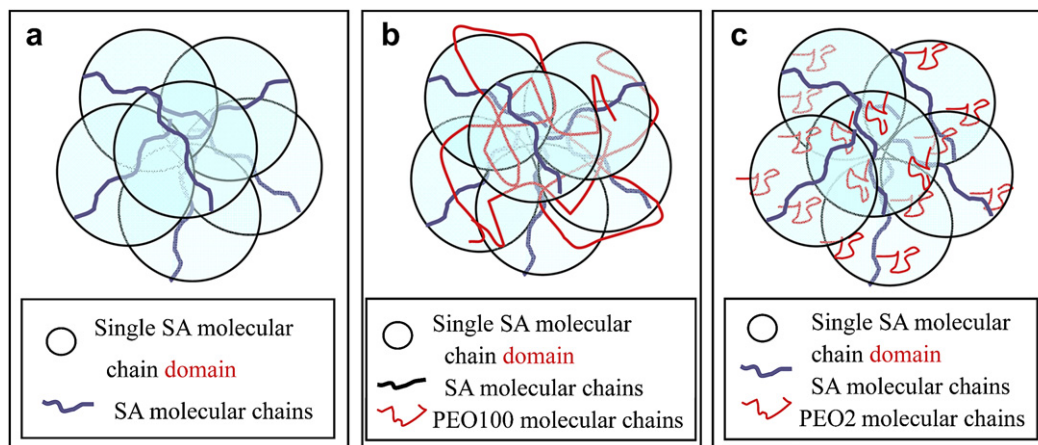 a
Single SA molecular
chain domain
SA molecular chains
b
Single SA molecular
chain domain
SA molecular chains
PEO100 molecular chains
c
Single SA molecular
chain domain
SA molecular chains
PEO2 molecular chains